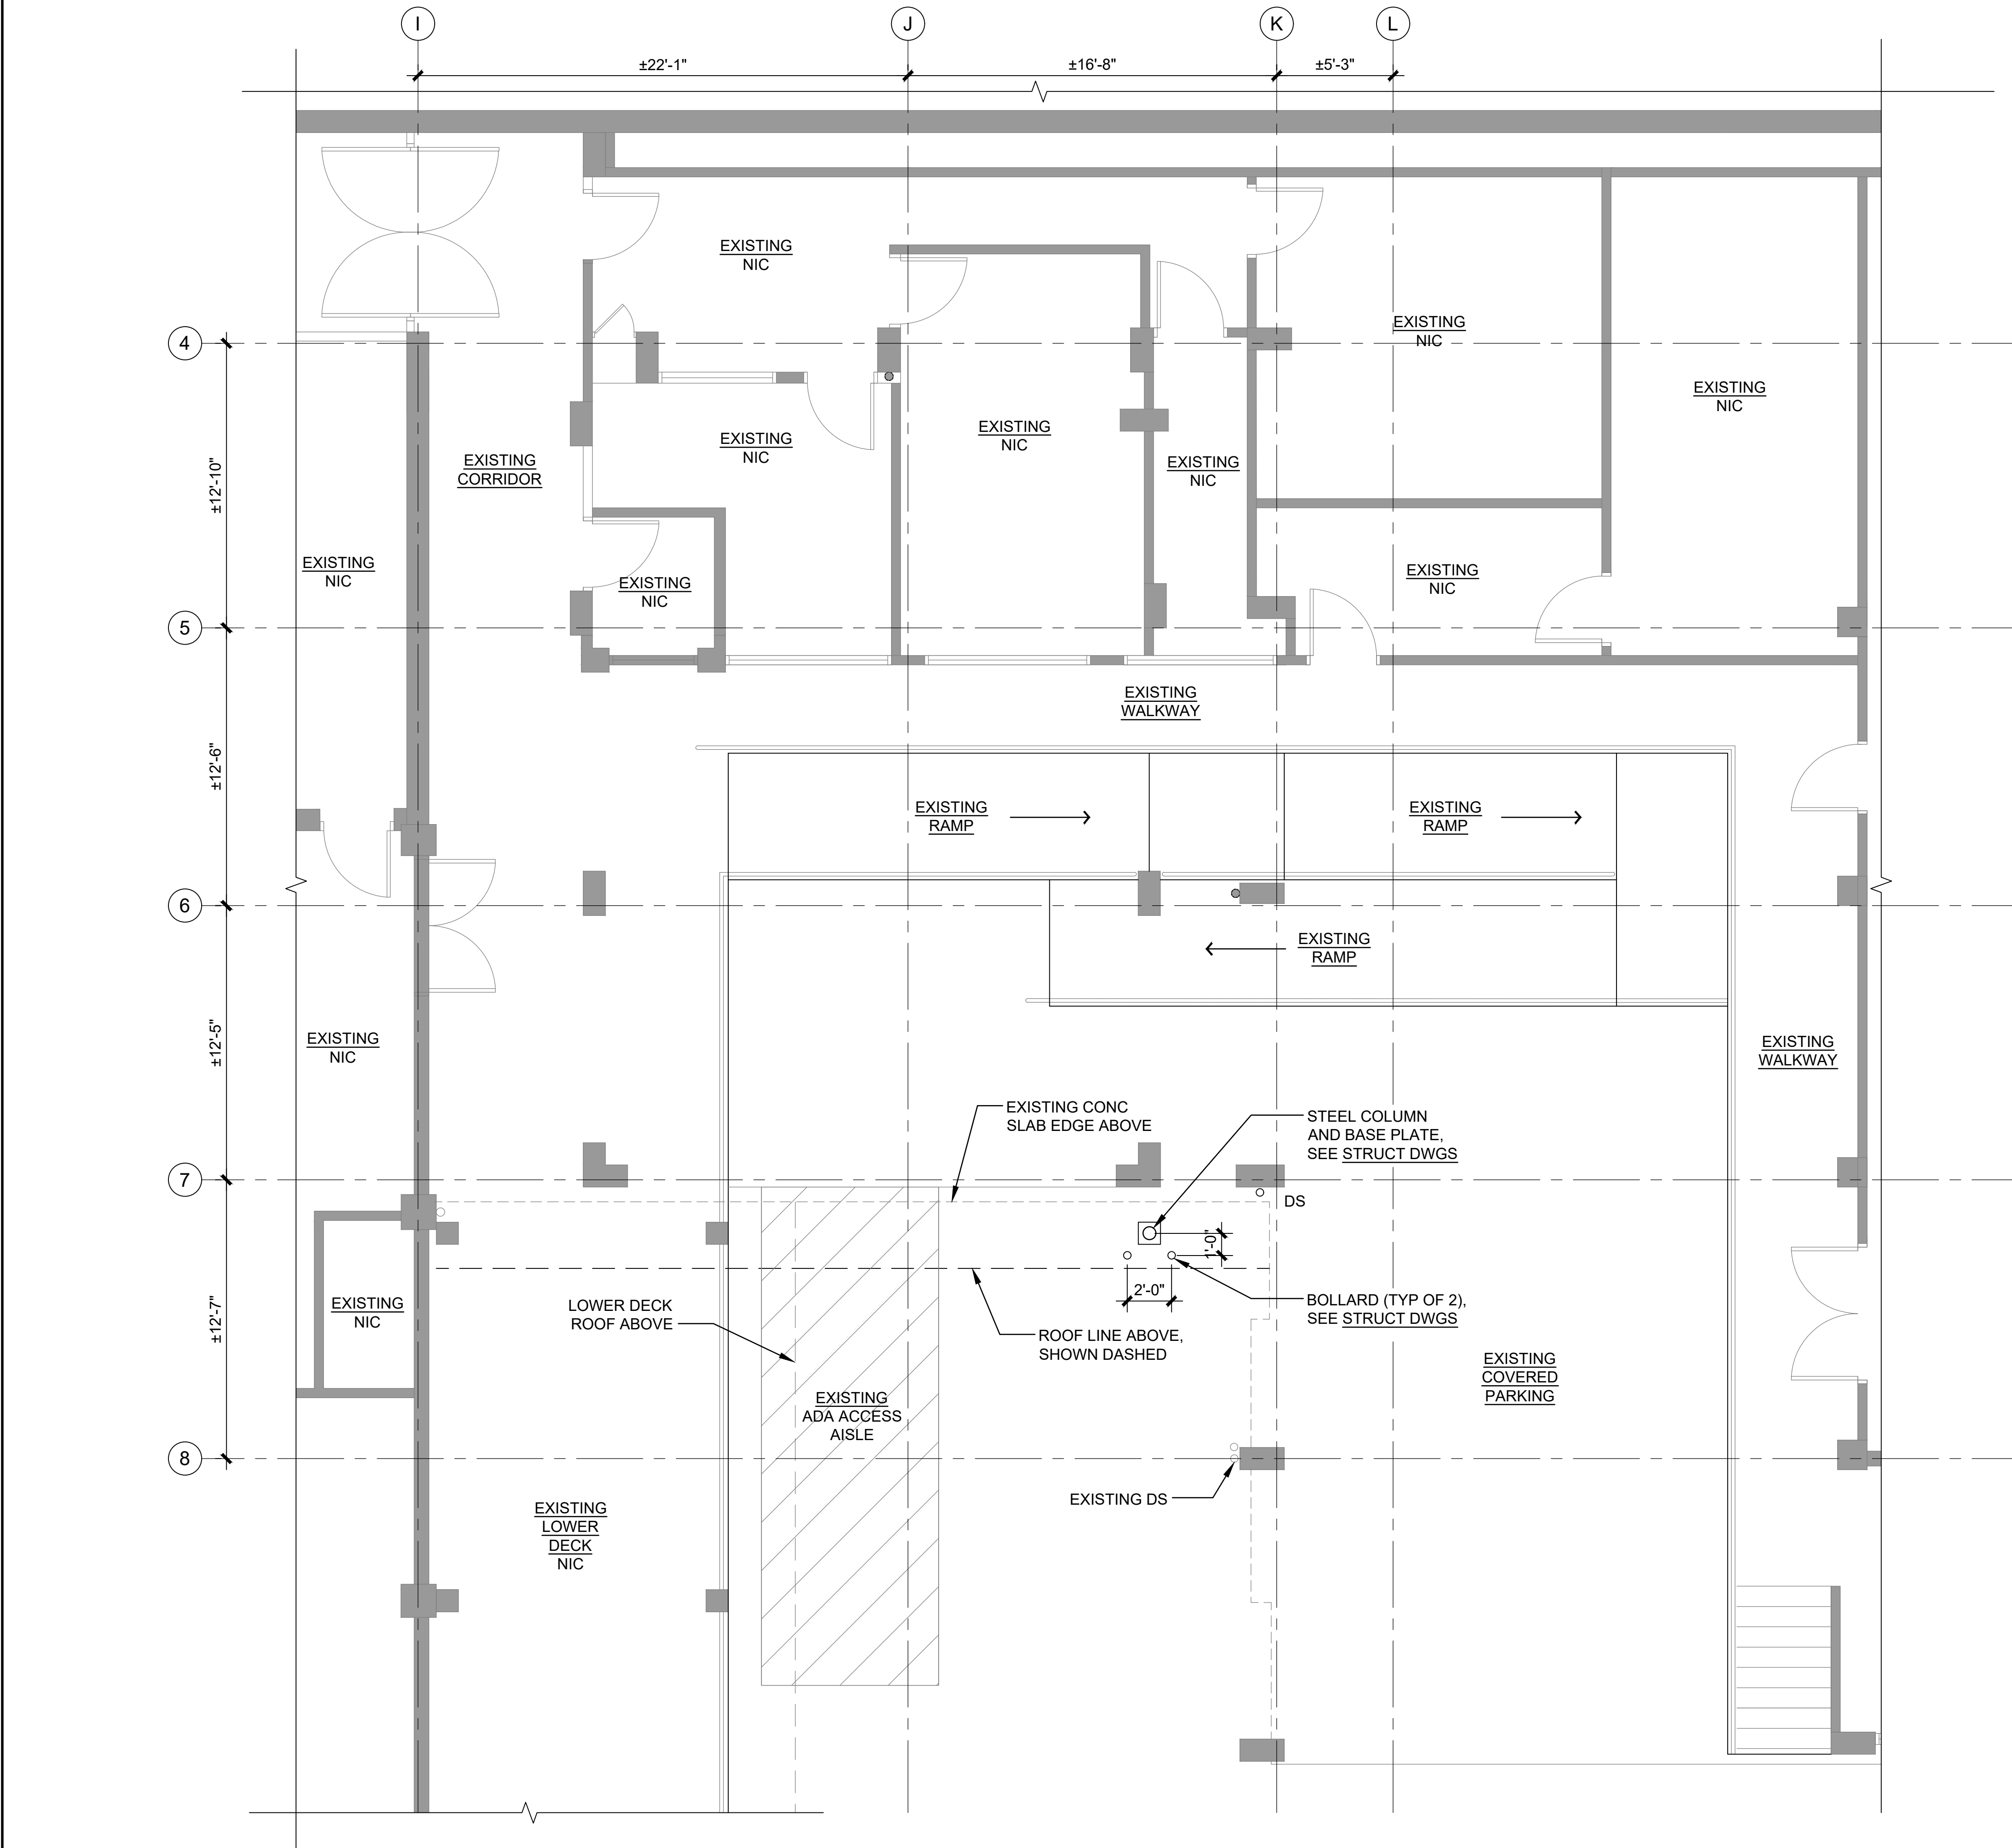 I
J
K
L
±22'-1"
±16'-8"
±5'-3"
EXISTING
NIC
EXISTING
NIC
4
EXISTING
NIC
EXISTING
NIC
EXISTING
NIC
EXISTING
CORRIDOR
EXISTING
NIC
±12'-10"
EXISTING
NIC
EXISTING
NIC
EXISTING
NIC
5
EXISTING
WALKWAY
±12'-6"
EXISTING
RAMP
EXISTING
RAMP
6
EXISTING
RAMP
±12'-5"
EXISTING
NIC
EXISTING
WALKWAY
EXISTING CONC
SLAB EDGE ABOVE
STEEL COLUMN
AND BASE PLATE,
SEE STRUCT DWGS
7
DS
1'-0"
2'-0"
±12'-7"
EXISTING
NIC
LOWER DECK
ROOF ABOVE
BOLLARD (TYP OF 2),
SEE STRUCT DWGS
ROOF LINE ABOVE,
SHOWN DASHED
EXISTING
COVERED
PARKING
EXISTING
ADA ACCESS
AISLE
8
EXISTING DS
EXISTING
LOWER
DECK
NIC